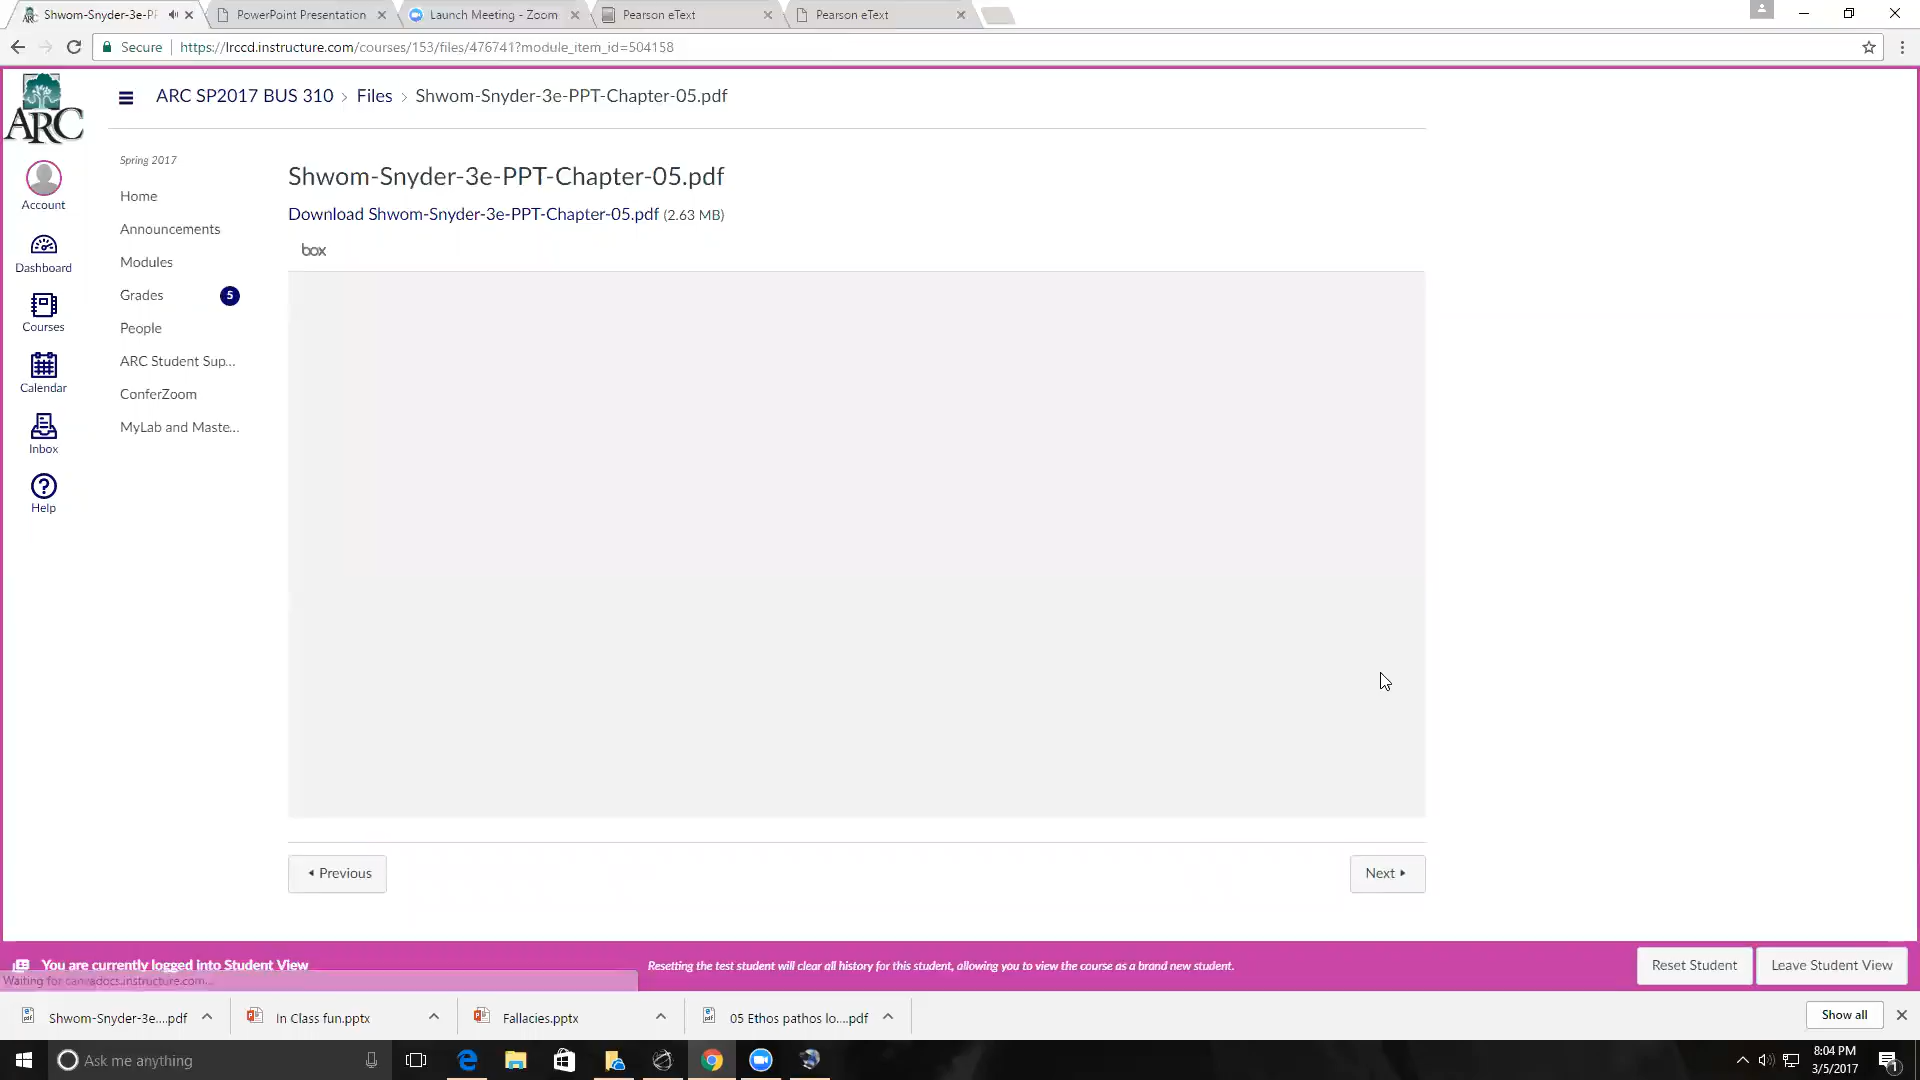 Shwom-Snyder-3e-P
PowerPoint Presentation
Launch Meeting - Zoom
Pearson eText
Pearson eText
Secure
https://lrccd.instructure.com/courses/153/files/476741?module_item_id=504158
ARC
ARC SP2017 BUS 310 > Files > Shwom-Snyder-3e-PPT-Chapter-05.pdf
Account
Dashboard
Courses
Calendar
Inbox
Help
Spring 2017
Home
Announcements
Modules
Grades 5
People
ARC Student Sup...
ConferZoom
MyLab and Maste...
Shwom-Snyder-3e-PPT-Chapter-05.pdf
Download Shwom-Snyder-3e-PPT-Chapter-05.pdf (2.63 MB)
box
Previous
Next
You are currently logged into Student View
Resetting the test student will clear all history for this student, allowing you to view the course as a brand new student.
Reset Student
Leave Student View
Waiting for canvadocs.instructure.com...
Shwom-Snyder-3e....pdf
In Class fun.pptx
Fallacies.pptx
05 Ethos pathos lo....pdf
Show all
Ask me anything
8:04 PM
3/5/2017
1